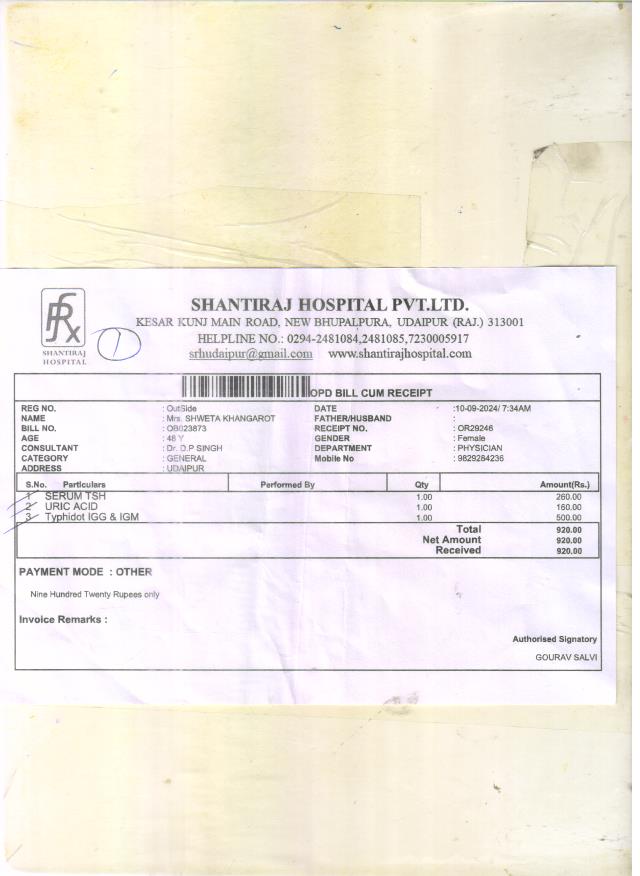 SHANTIRAJ HOSPITAL
1
SHANTIRAJ HOSPITAL PVT.LTD.
KESAR KUNJ MAIN ROAD, NEW BHUPALPURA, UDAIPUR (RAJ.) 313001
HELPLINE NO.: 0294-2481084,2481085,7230005917
srhudaipur@gmail.com www.shantirajhospital.com
OPD BILL CUM RECEIPT
REG NO. : OutSide DATE :10-09-2024/ 7:34AM
NAME : Mrs. SHWETA KHANGAROT FATHER/HUSBAND :
BILL NO. : OB623873 RECEIPT NO. : OR29246
AGE : 48 Y GENDER : Female
CONSULTANT : Dr. D.P SINGH DEPARTMENT : PHYSICIAN
CATEGORY : GENERAL Mobile No : 9829284236
ADDRESS : UDAIPUR
S.No. Particulars Performed By Qty Amount(Rs.)
1 SERUM TSH 1.00 260.00
2 URIC ACID 1.00 160.00
3 Typhidot IGG & IGM 1.00 500.00
Total 920.00
Net Amount 920.00
Received 920.00
PAYMENT MODE : OTHER
Nine Hundred Twenty Rupees only
Invoice Remarks :
Authorised Signatory
GOURAV SALVI